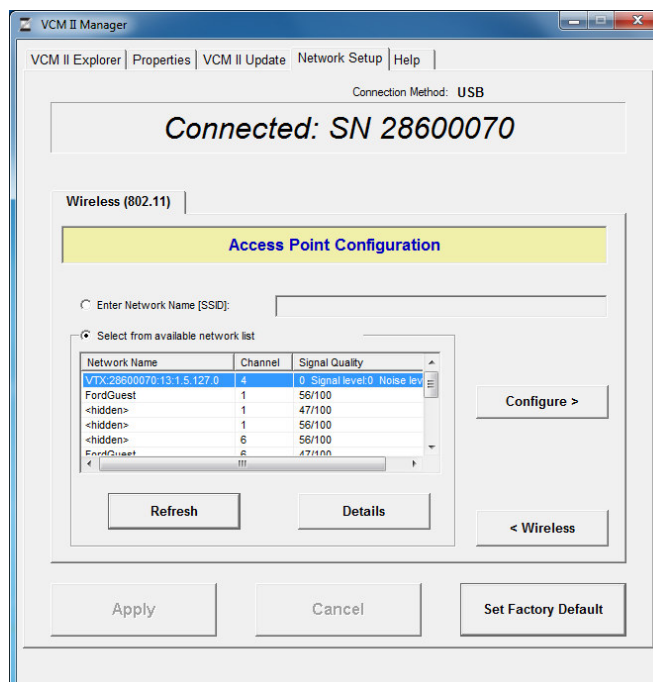 VCM II Manager
VCM II Explorer Properties VCM II Update Network Setup Help
Connection Method: USB
Connected: SN 28600070
Wireless (802.11)
Access Point Configuration
Enter Network Name [SSID]:
Select from available network list
Network Name Channel Signal Quality
VTX:28600070:13:1.5.127.0 4 0 Signal level:0 Noise lev
FordGuest 1 56/100
<hidden> 1 47/100
<hidden> 1 56/100
<hidden> 6 56/100
FordGuest 6 47/100
Configure >
Refresh Details
< Wireless
Apply Cancel Set Factory Default